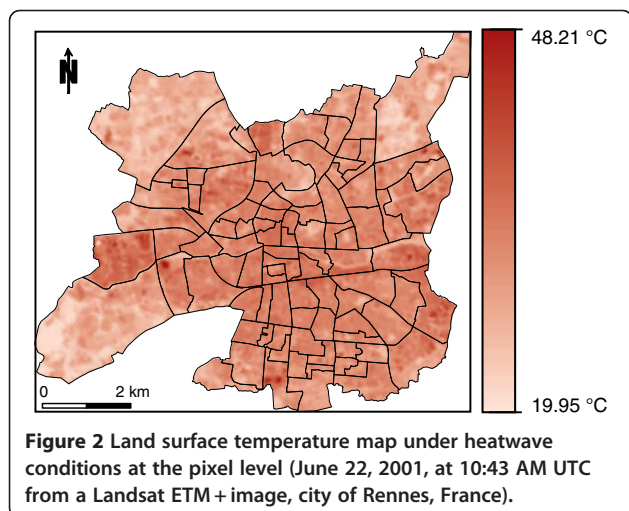 48.21 °C
N
0 2 km
19.95 °C
Figure 2 Land surface temperature map under heatwave
conditions at the pixel level (June 22, 2001, at 10:43 AM UTC
from a Landsat ETM + image, city of Rennes, France).